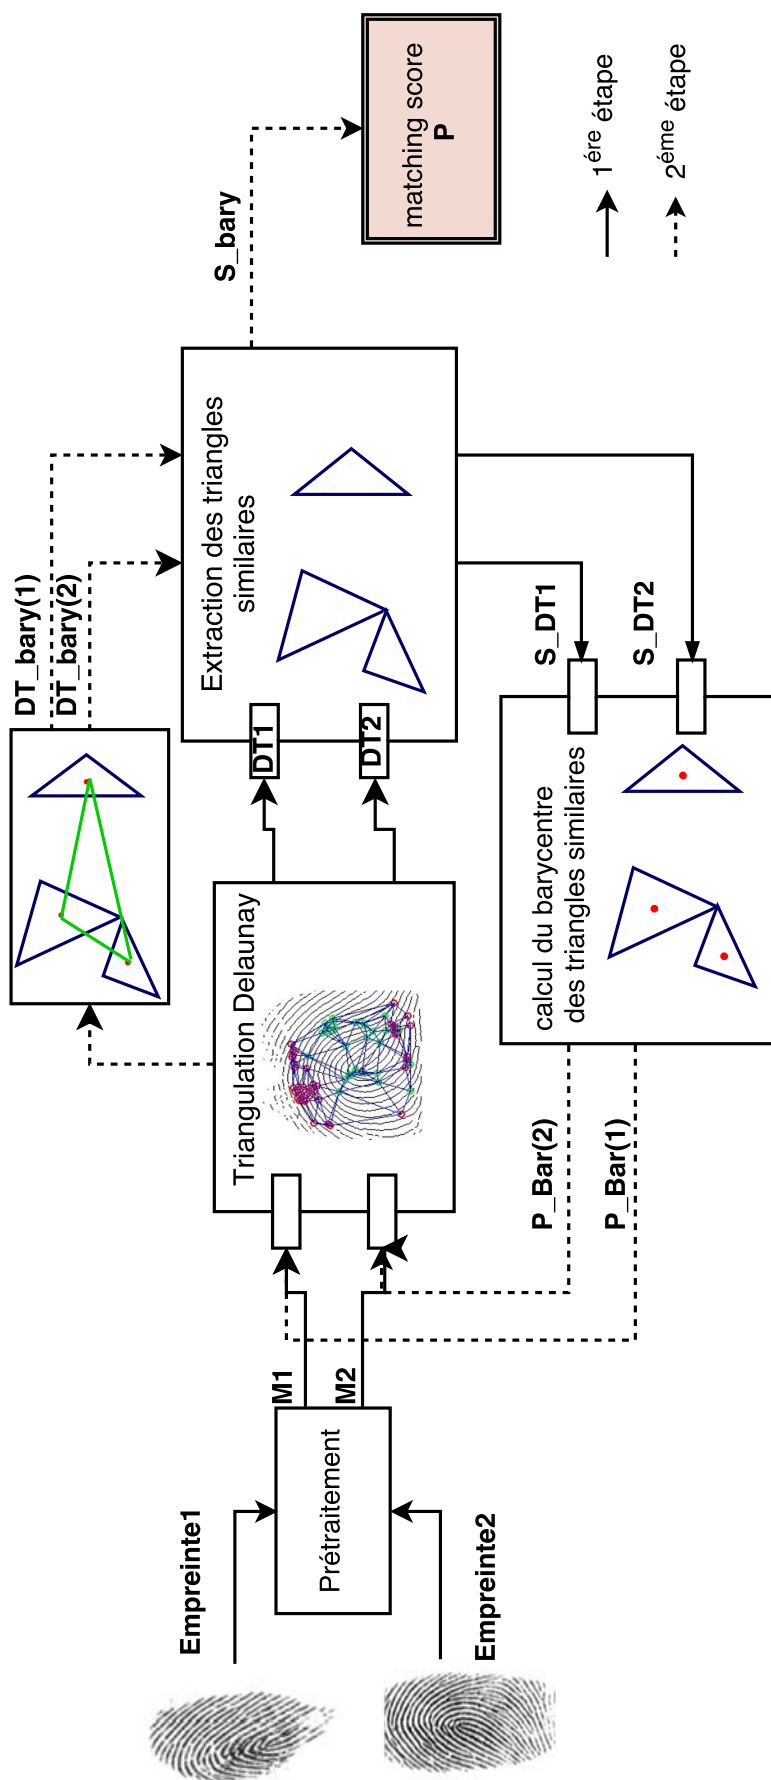 Empreinte1
Empreinte2
Prétraitement
M1
M2
Triangulation Delaunay
DT1
DT2
DT_bary(1)
DT_bary(2)
Extraction des triangles
similaires
S_DT1
S_DT2
calcul du barycentre
des triangles similaires
P_Bar(2)
P_Bar(1)
S_bary
matching score
P
1ére étape
2éme étape